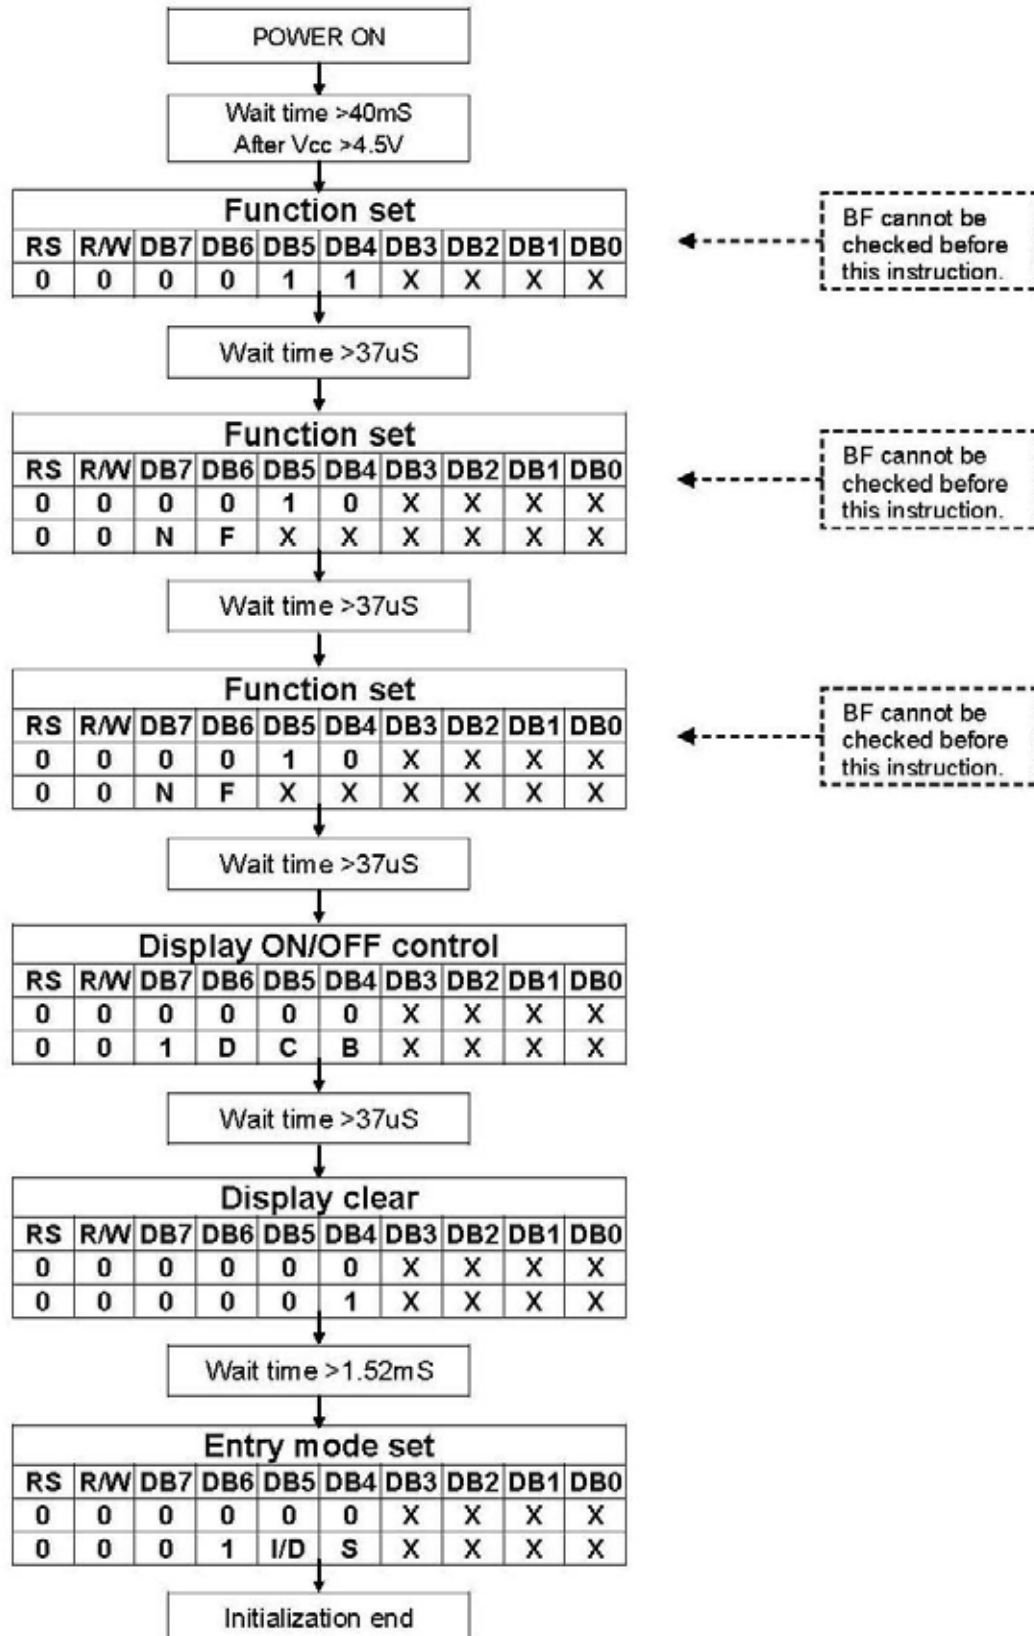 POWER ON
Wait time >40mS
After Vcc >4.5V
Function set
RS R/W DB7 DB6 DB5 DB4 DB3 DB2 DB1 DB0
0 0 0 0 1 1 X X X X
BF cannot be
checked before
this instruction.
Wait time >37uS
Function set
RS R/W DB7 DB6 DB5 DB4 DB3 DB2 DB1 DB0
0 0 0 0 1 0 X X X X
0 0 N F X X X X X X
BF cannot be
checked before
this instruction.
Wait time >37uS
Function set
RS R/W DB7 DB6 DB5 DB4 DB3 DB2 DB1 DB0
0 0 0 0 1 0 X X X X
0 0 N F X X X X X X
BF cannot be
checked before
this instruction.
Wait time >37uS
Display ON/OFF control
RS R/W DB7 DB6 DB5 DB4 DB3 DB2 DB1 DB0
0 0 0 0 0 0 X X X X
0 0 1 D C B X X X X
Wait time >37uS
Display clear
RS R/W DB7 DB6 DB5 DB4 DB3 DB2 DB1 DB0
0 0 0 0 0 0 X X X X
0 0 0 0 0 1 X X X X
Wait time >1.52mS
Entry mode set
RS R/W DB7 DB6 DB5 DB4 DB3 DB2 DB1 DB0
0 0 0 0 0 0 X X X X
0 0 0 1 I/D S X X X X
Initialization end